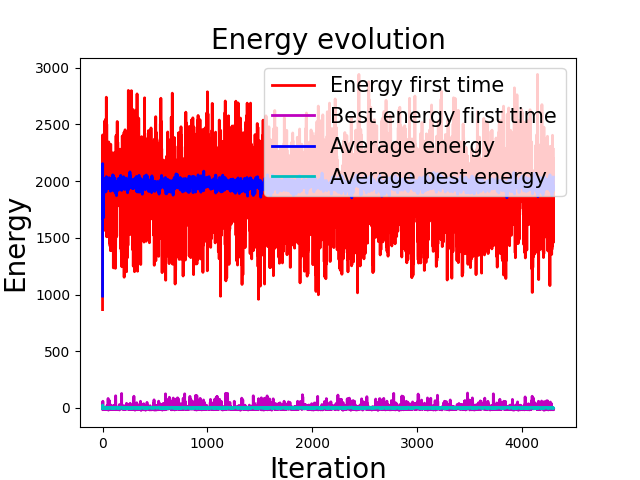 Energy evolution
3000
2500
2000
1500
1000
500
0
Energy
Energy first time
Best energy first time
Average energy
Average best energy
0 1000 2000 3000 4000
Iteration